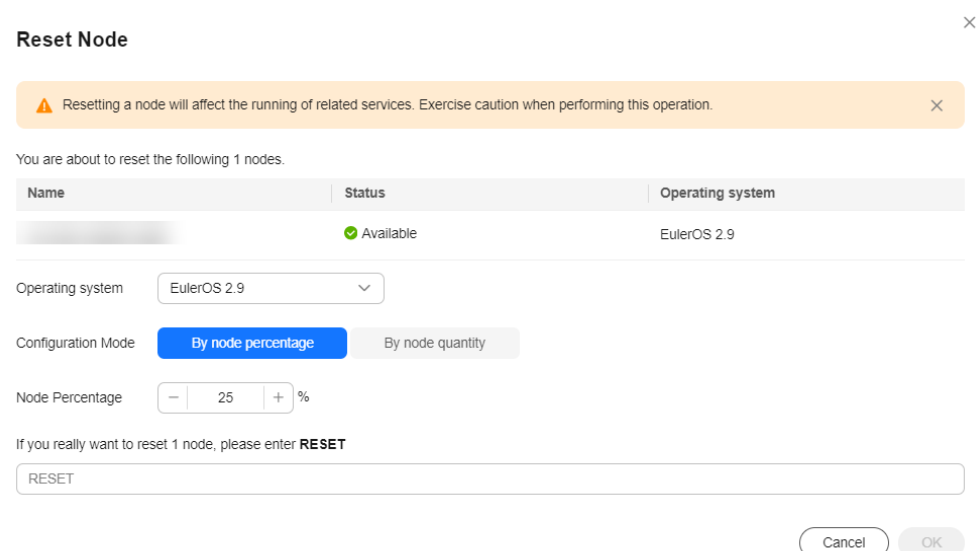 Reset Node
Resetting a node will affect the running of related services. Exercise caution when performing this operation.
You are about to reset the following 1 nodes.
Name Status Operating system
Available EulerOS 2.9
Operating system EulerOS 2.9
Configuration Mode By node percentage By node quantity
Node Percentage − 25 + %
If you really want to reset 1 node, please enter RESET
RESET
Cancel OK